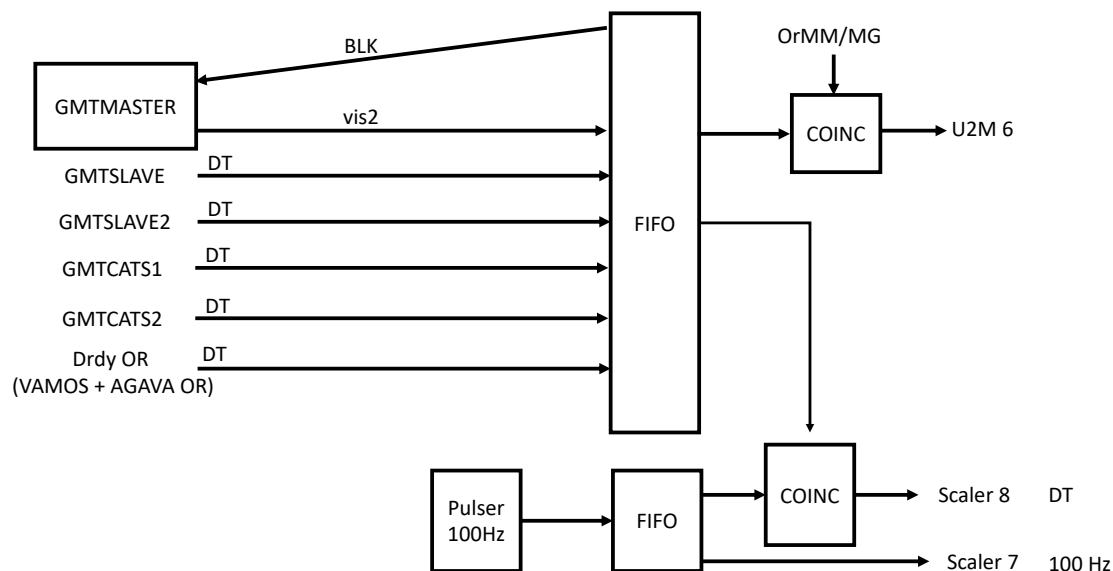 OrMM/MG
BLK
GMTMASTER
vis2
COINC
U2M 6
GMTSLAVE
DT
GMTSLAVE2
DT
FIFO
GMTCATS1
DT
GMTCATS2
DT
Drdy OR
DT
(VAMOS + AGAVA OR)
Pulser
100Hz
FIFO
COINC
Scaler 8
DT
Scaler 7
100 Hz